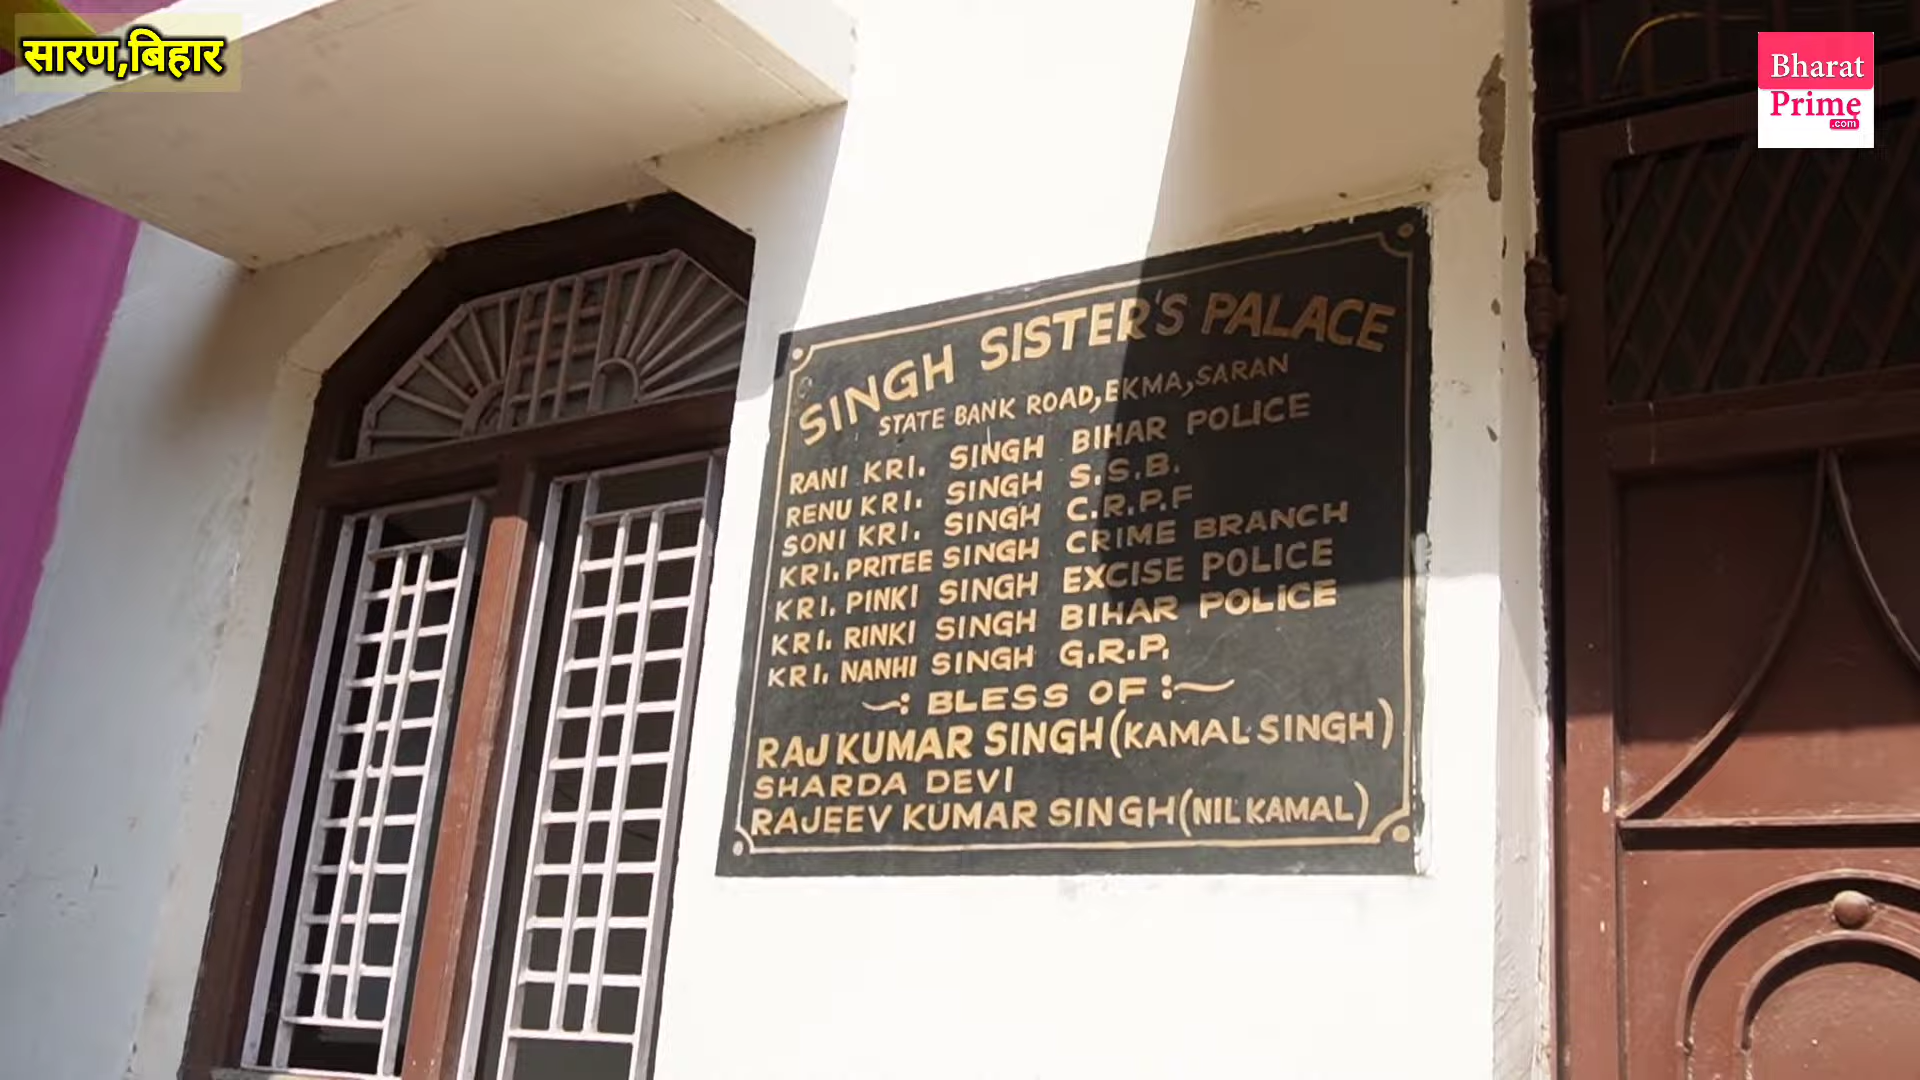 सारण,बिहार
Bharat
Prime
.com
SINGH SISTER'S PALACE
STATE BANK ROAD, EKMA, SARAN
RANI KRI. SINGH BIHAR POLICE
RENU KRI. SINGH S.S.B.
SONI KRI. SINGH C.R.P.F
KRI. PRITEE SINGH CRIME BRANCH
KRI. PINKI SINGH EXCISE POLICE
KRI. RINKI SINGH BIHAR POLICE
KRI. NANHI SINGH G.R.P.
~: BLESS OF :~
RAJ KUMAR SINGH (KAMAL SINGH)
SHARDA DEVI
RAJEEV KUMAR SINGH (NILKAMAL)